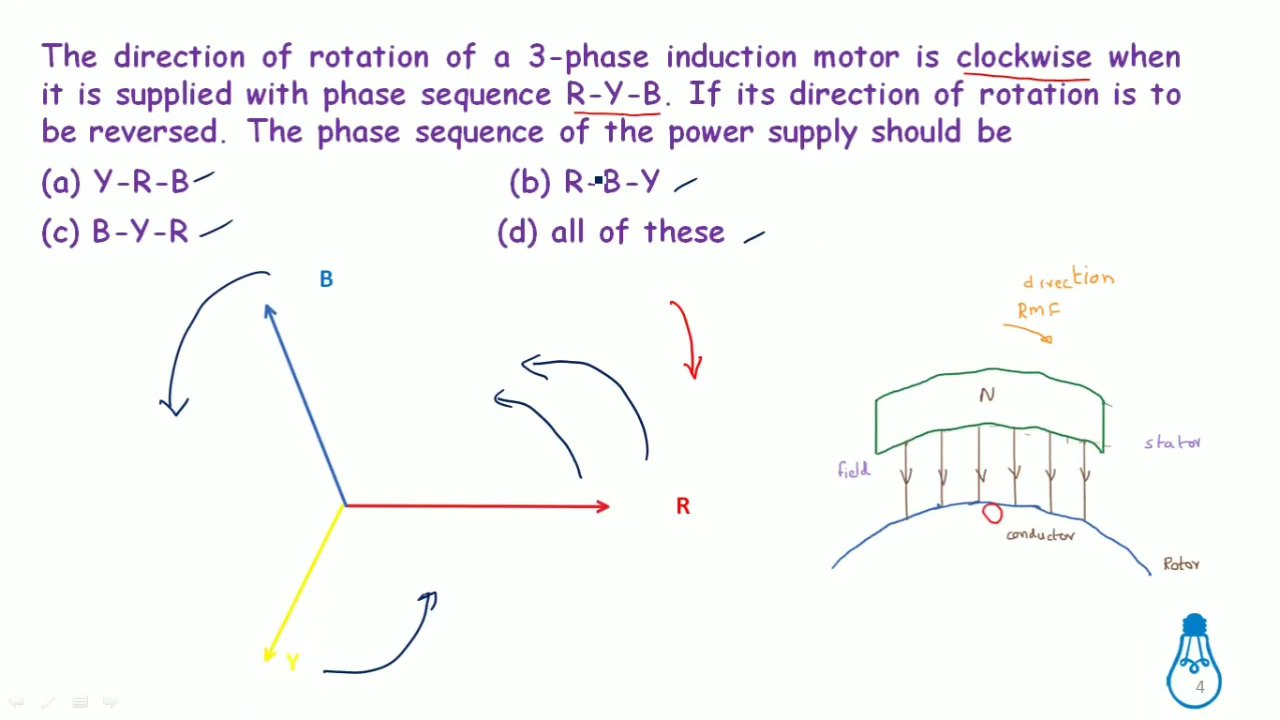 The direction of rotation of a 3-phase induction motor is clockwise when
it is supplied with phase sequence R-Y-B. If its direction of rotation is to
be reversed. The phase sequence of the power supply should be
(a) Y-R-B (b) R-B-Y
(c) B-Y-R (d) all of these
B
direction
RMF
N
stator
field
R
conductor
Rotor
Y
4